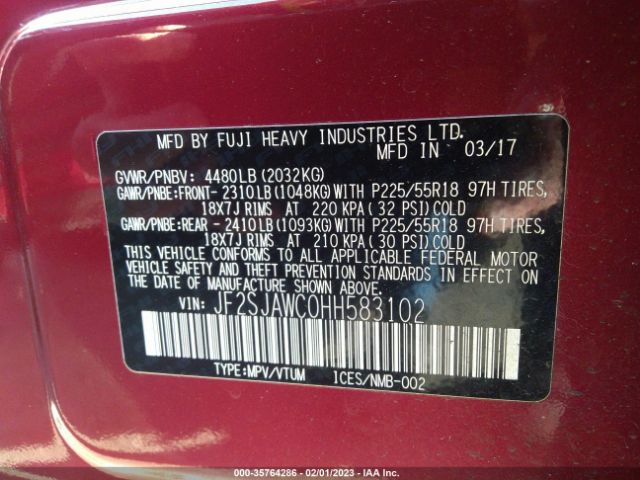 MFD BY FUJI HEAVY INDUSTRIES LTD.
MFD IN 03/17
GVWR/PNBV: 4480LB(2032KG)
GAWR/PNBE:FRONT-2310LB(1048KG)WITH P225/55R18 97H TIRES,
18X7J RIMS AT 220 KPA(32 PSI)COLD
GAWR/PNBE:REAR -2410LB(1093KG)WITH P225/55R18 97H TIRES,
18X7J RIMS AT 210 KPA(30 PSI)COLD
THIS VEHICLE CONFORMS TO ALL APPLICABLE FEDERAL MOTOR
VEHICLE SAFETY AND THEFT PREVENTION STANDARDS IN EFFECT ON
THE DATE OF MANUFACTURE SHOWN ABOVE.
VIN: JF2SJAWC0HH583102
TYPE:MPV/VTUM ICES/NMB-002
000-35764286 - 02/01/2023 - IAA Inc.